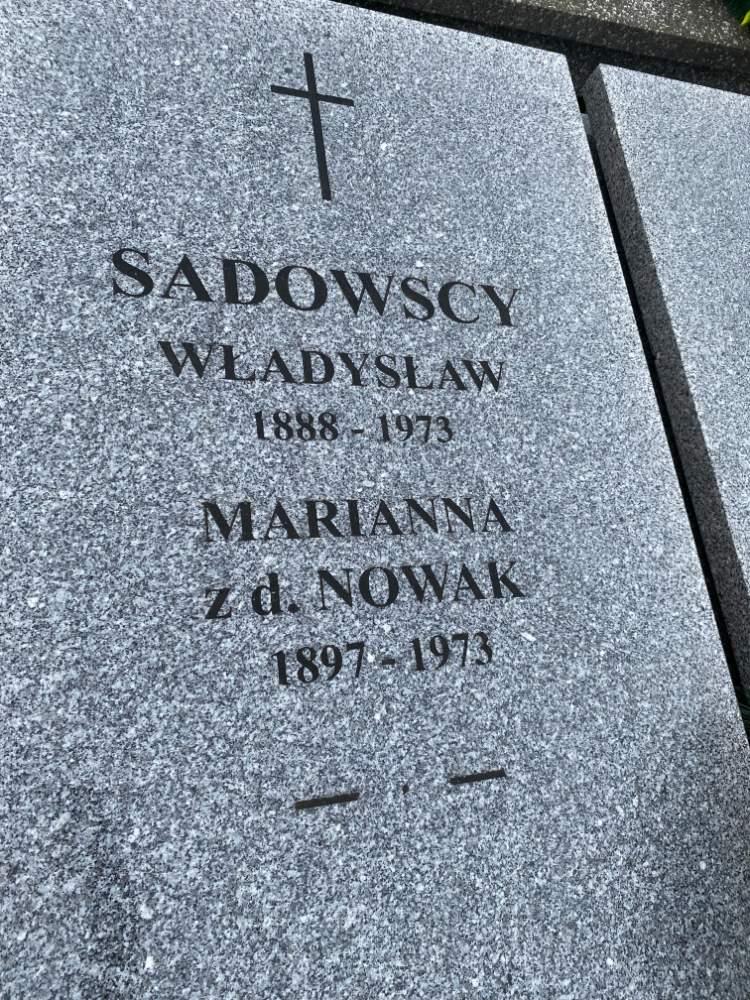 SADOWSCY
WŁADYSŁAW
1888 - 1973
MARIANNA
z d. NOWAK
1897 - 1973